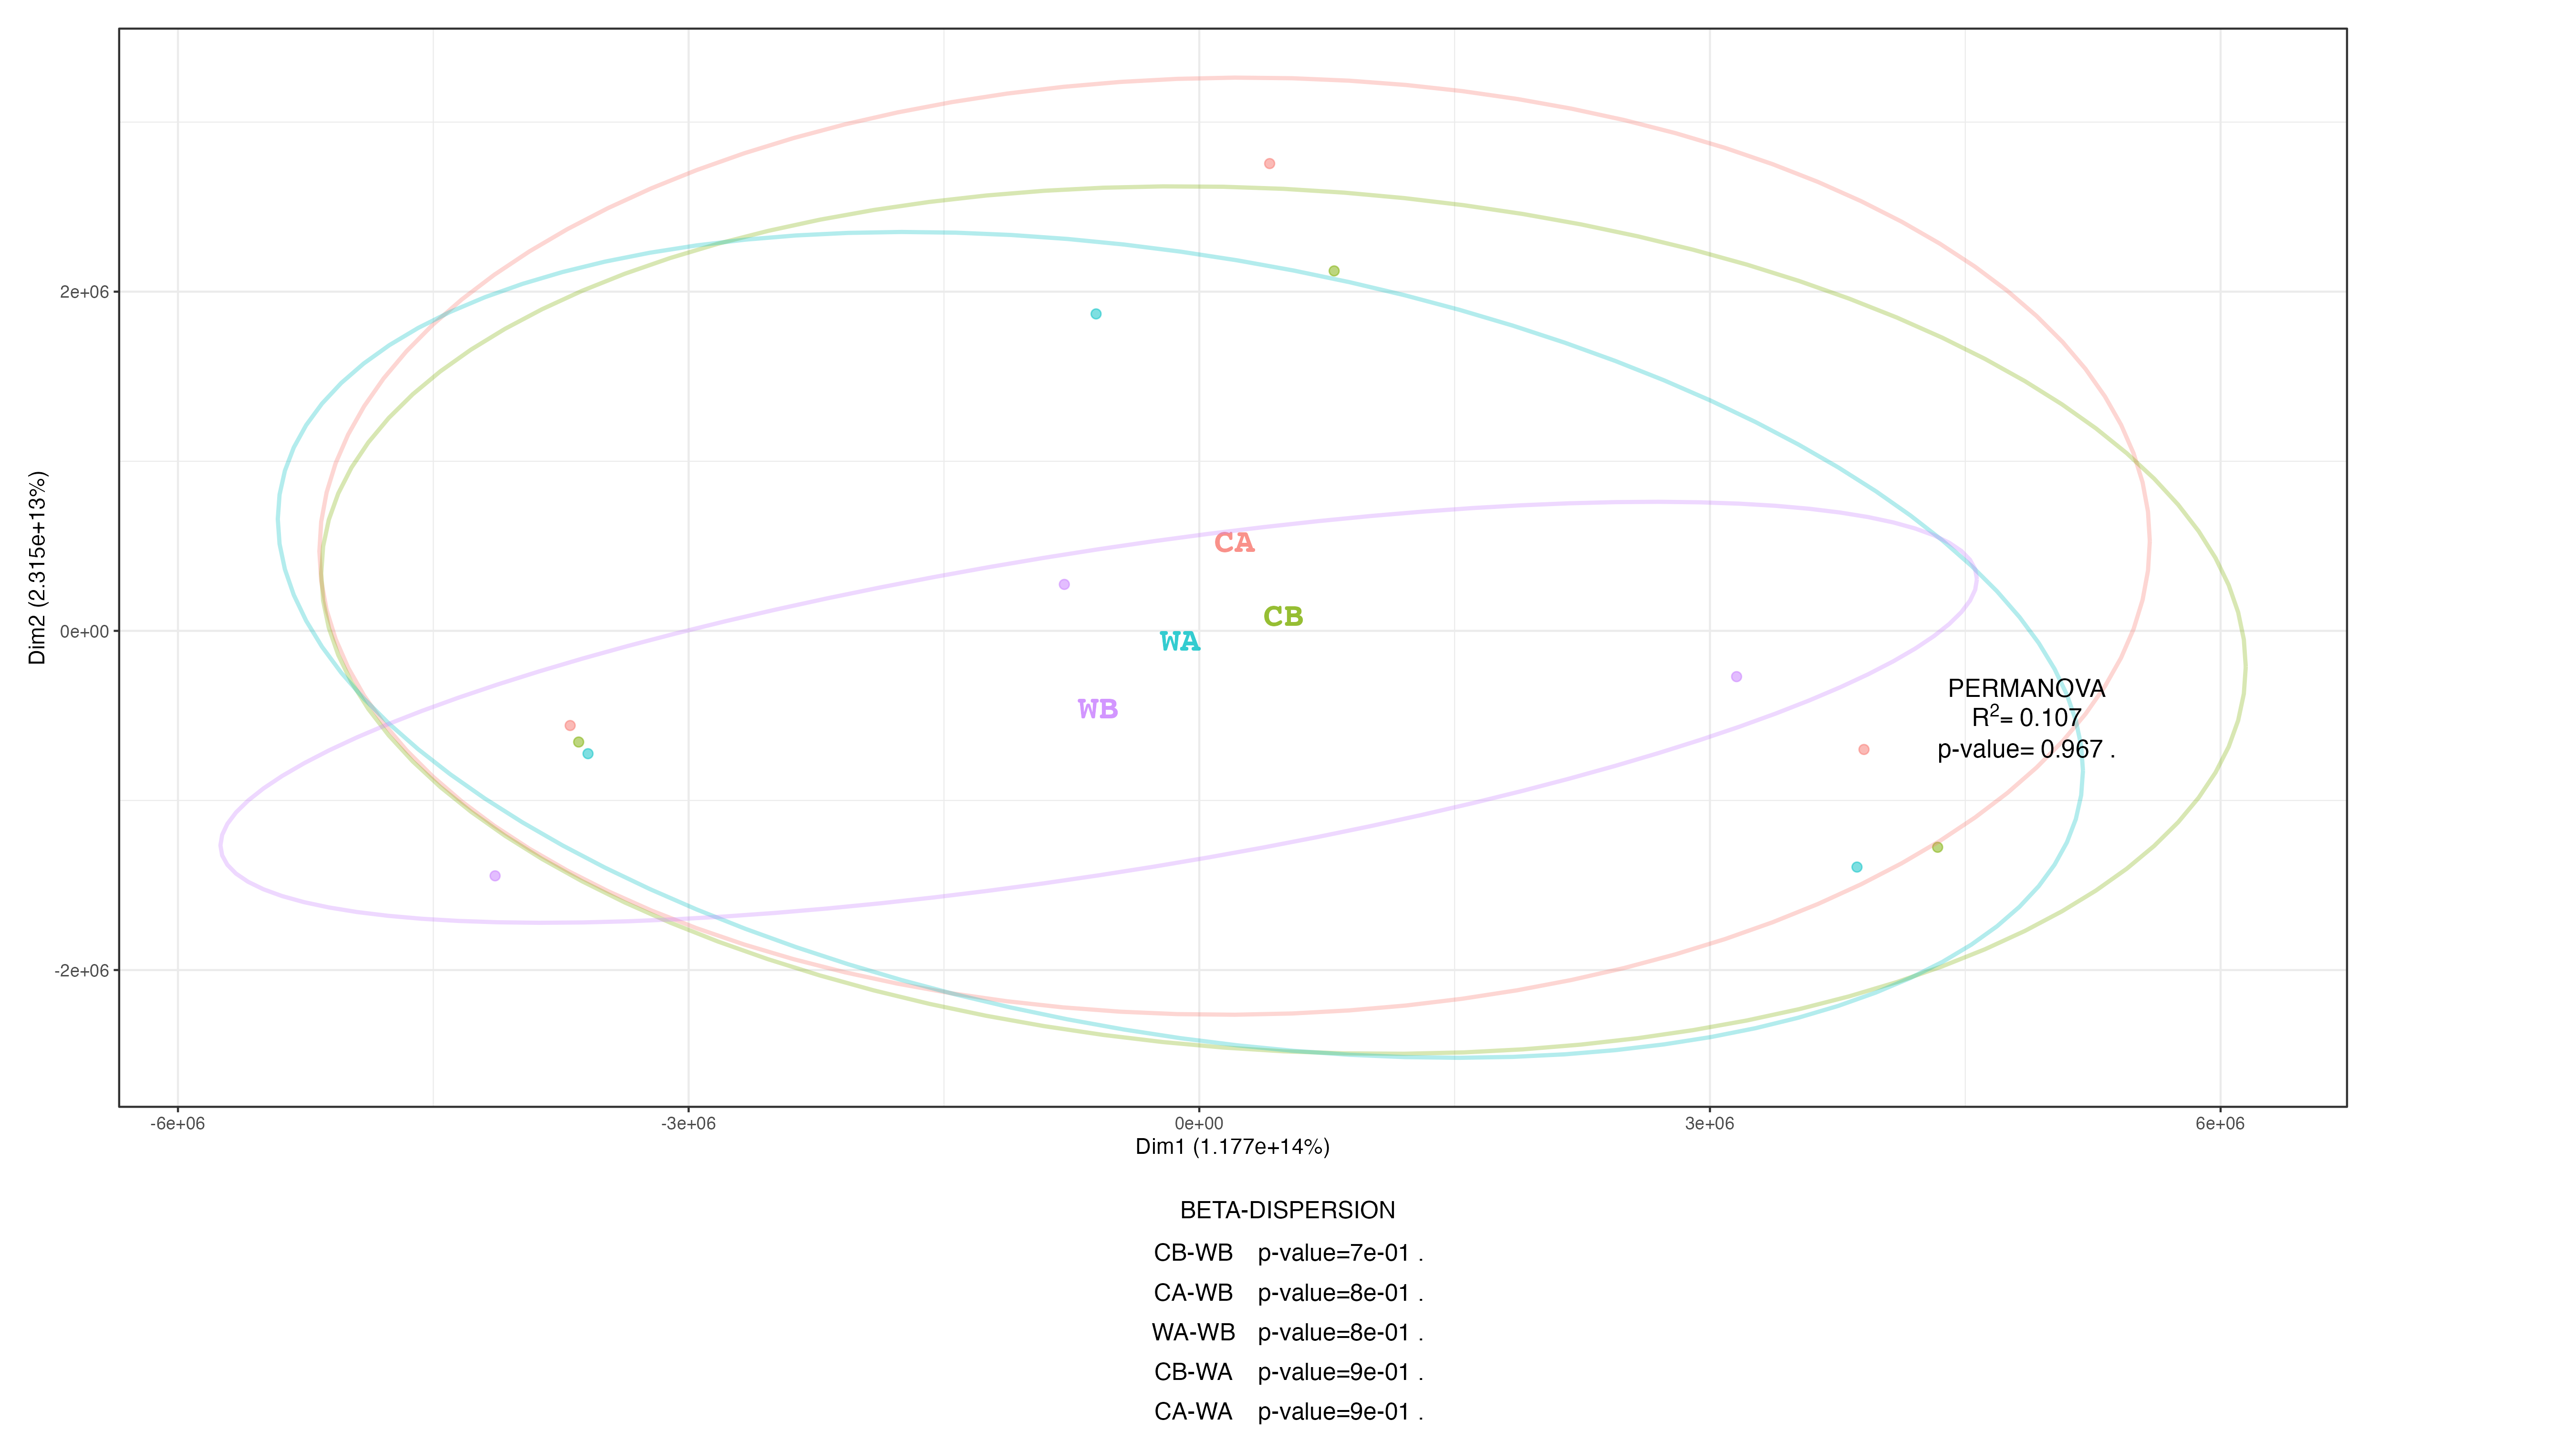 2e+06
0e+00
-2e+06
Dim2 (2.315e+13%)
CA
CB
WA
WB
PERMANOVA
R²= 0.107
p-value= 0.967 .
-6e+06
-3e+06
0e+00
3e+06
6e+06
Dim1 (1.177e+14%)
BETA-DISPERSION
CB-WB p-value=7e-01 .
CA-WB p-value=8e-01 .
WA-WB p-value=8e-01 .
CB-WA p-value=9e-01 .
CA-WA p-value=9e-01 .